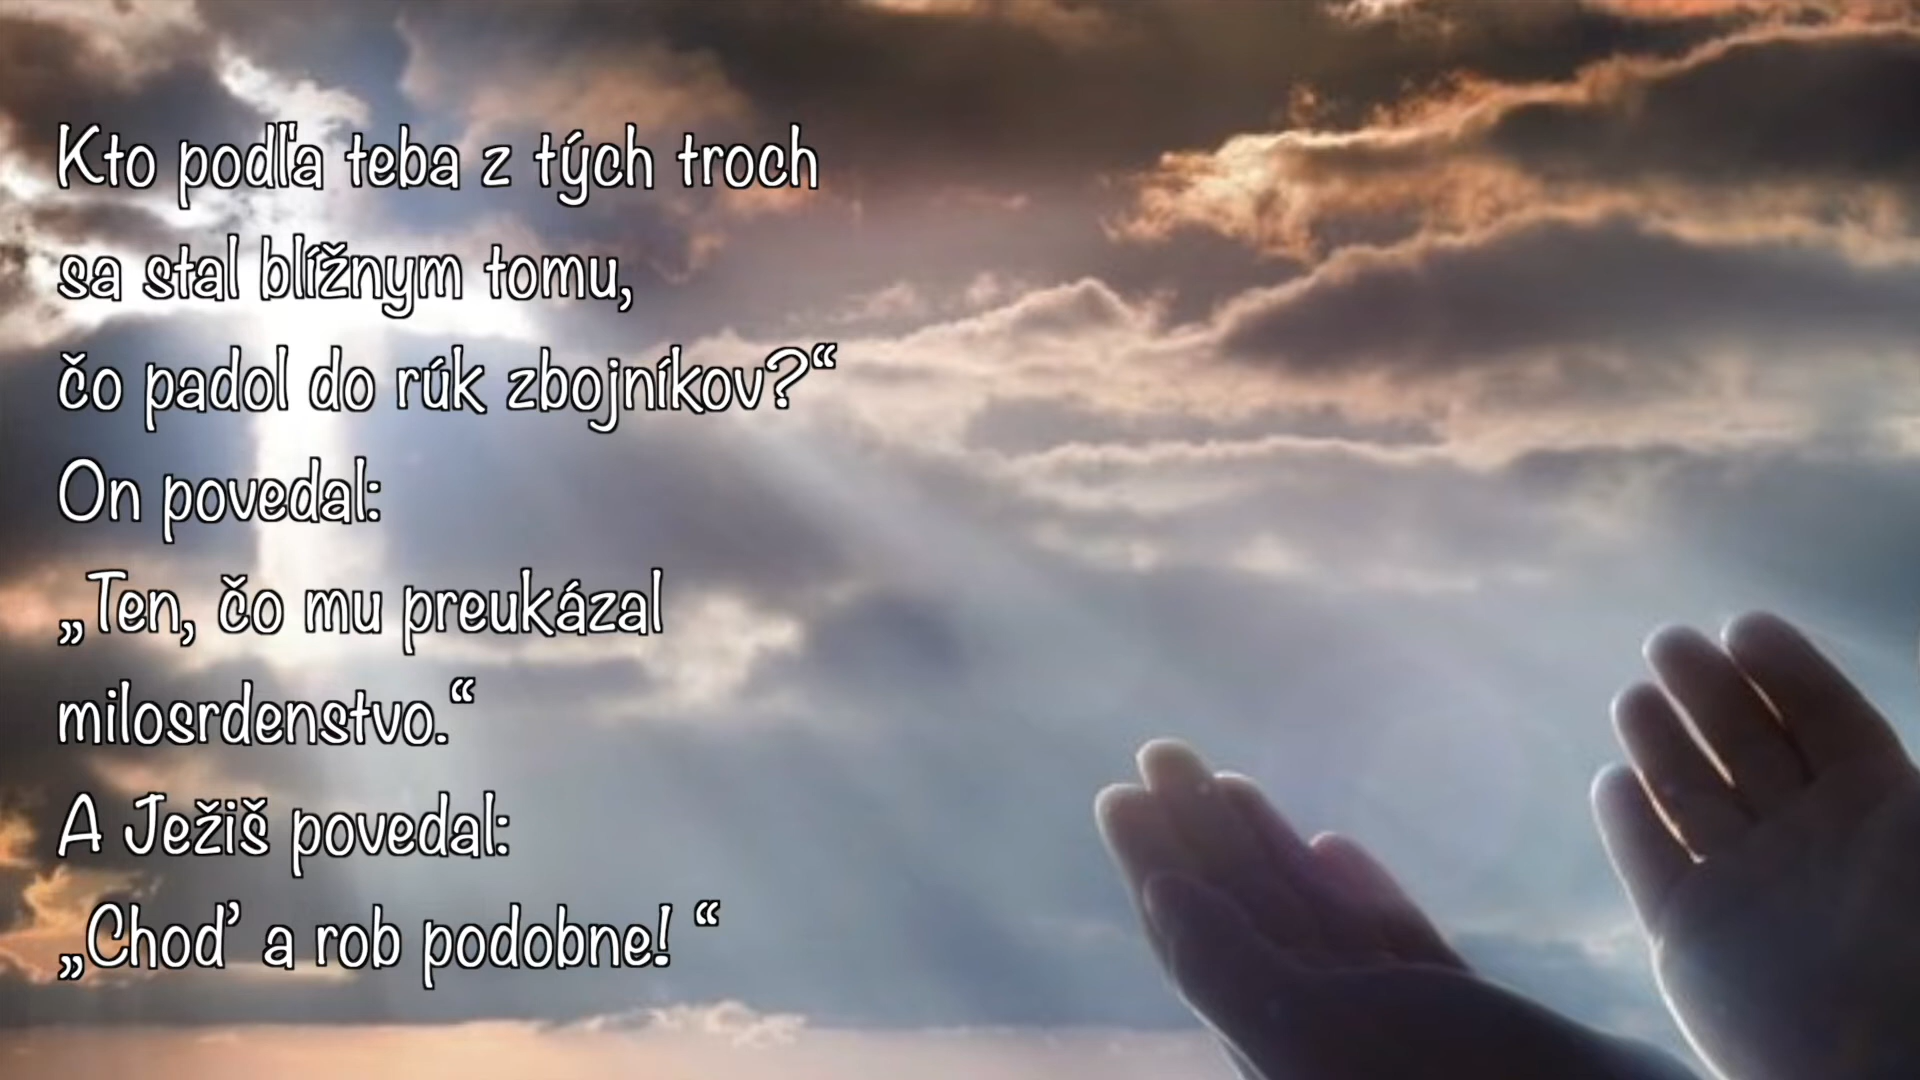 Kto podľa teba z tých troch
sa stal blížnym tomu,
čo padol do rúk zbojníkov?“
On povedal:
„Ten, čo mu preukázal
milosrdenstvo.“
A Ježiš povedal:
„Choď a rob podobne! “